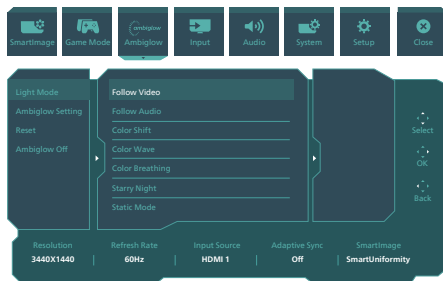 SmartImage
Game Mode
ambiglow
Ambiglow
Input
Audio
System
Setup
Close
Light Mode
Ambiglow Setting
Reset
Ambiglow Off
Follow Video
Follow Audio
Color Shift
Color Wave
Color Breathing
Starry Night
Static Mode
Select
OK
Back
Resolution
Refresh Rate
Input Source
Adaptive Sync
SmartImage
3440X1440
60Hz
HDMI 1
Off
SmartUniformity